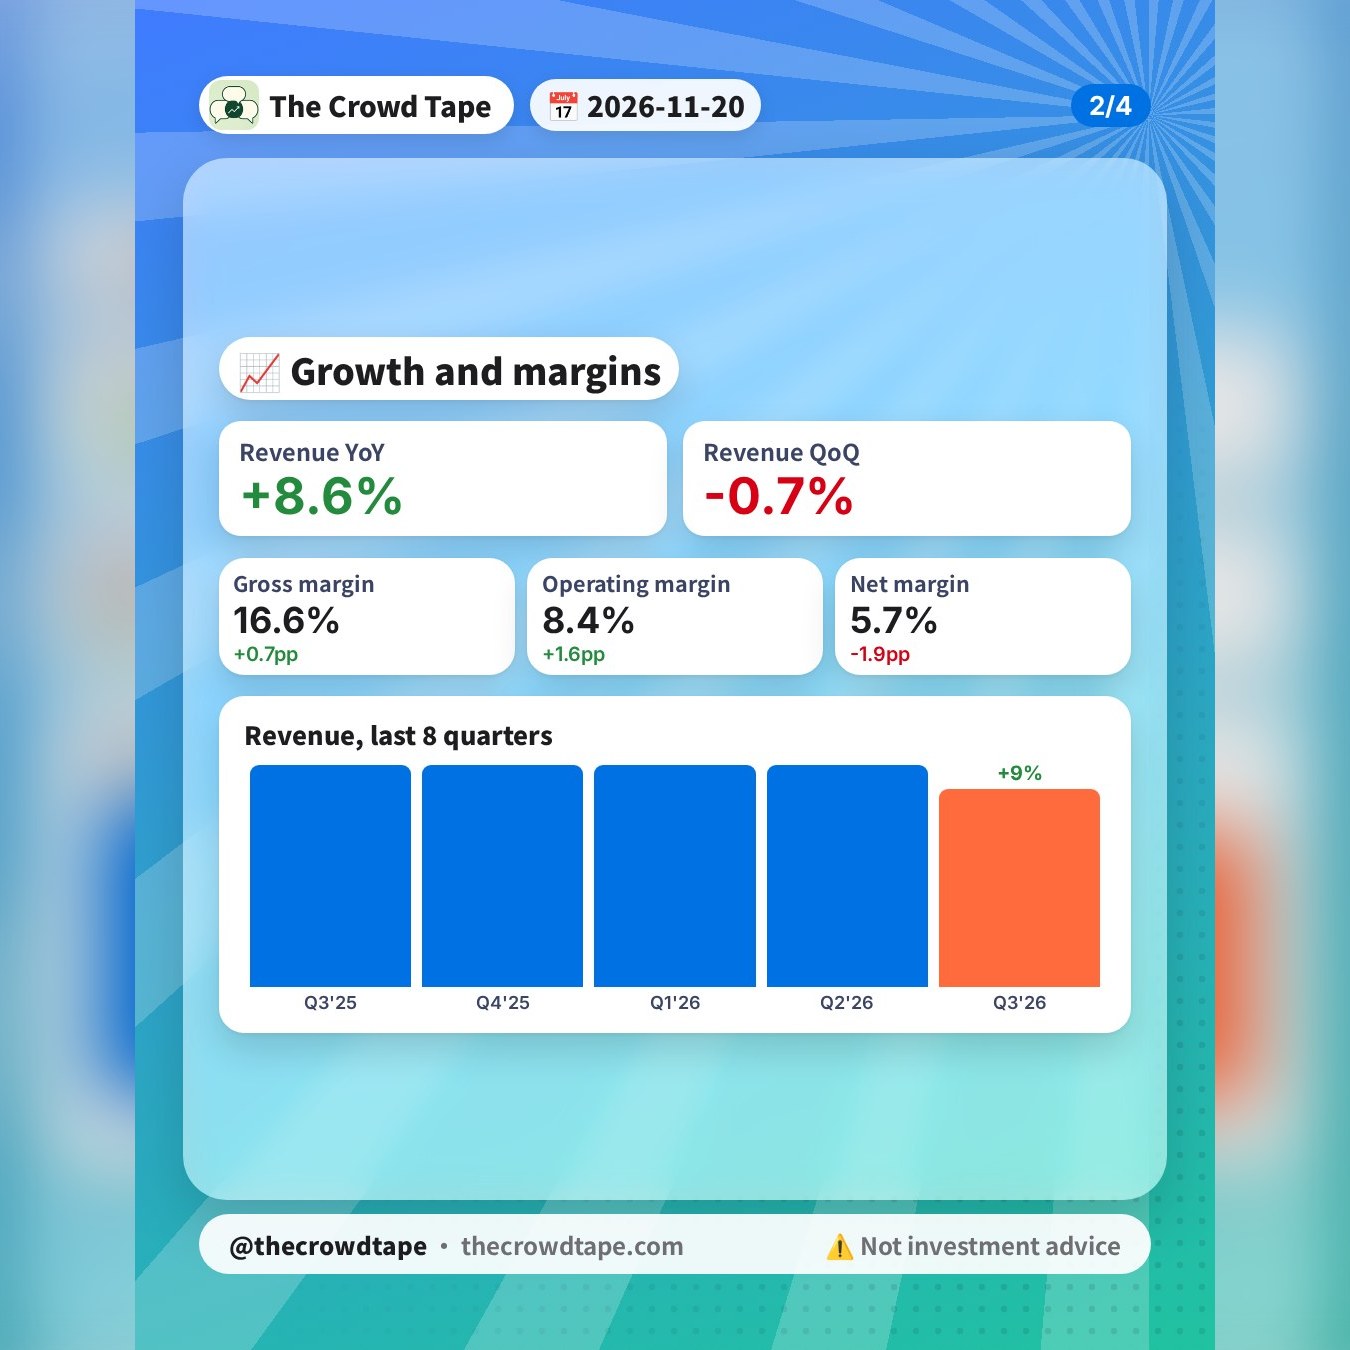 The Crowd Tape
July
17
2026-11-20
2/4
Growth and margins
Revenue YoY
+8.6%
Revenue QoQ
-0.7%
Gross margin
16.6%
+0.7pp
Operating margin
8.4%
+1.6pp
Net margin
5.7%
-1.9pp
Revenue, last 8 quarters
+9%
Q3'25
Q4'25
Q1'26
Q2'26
Q3'26
@thecrowdtape • thecrowdtape.com
Not investment advice